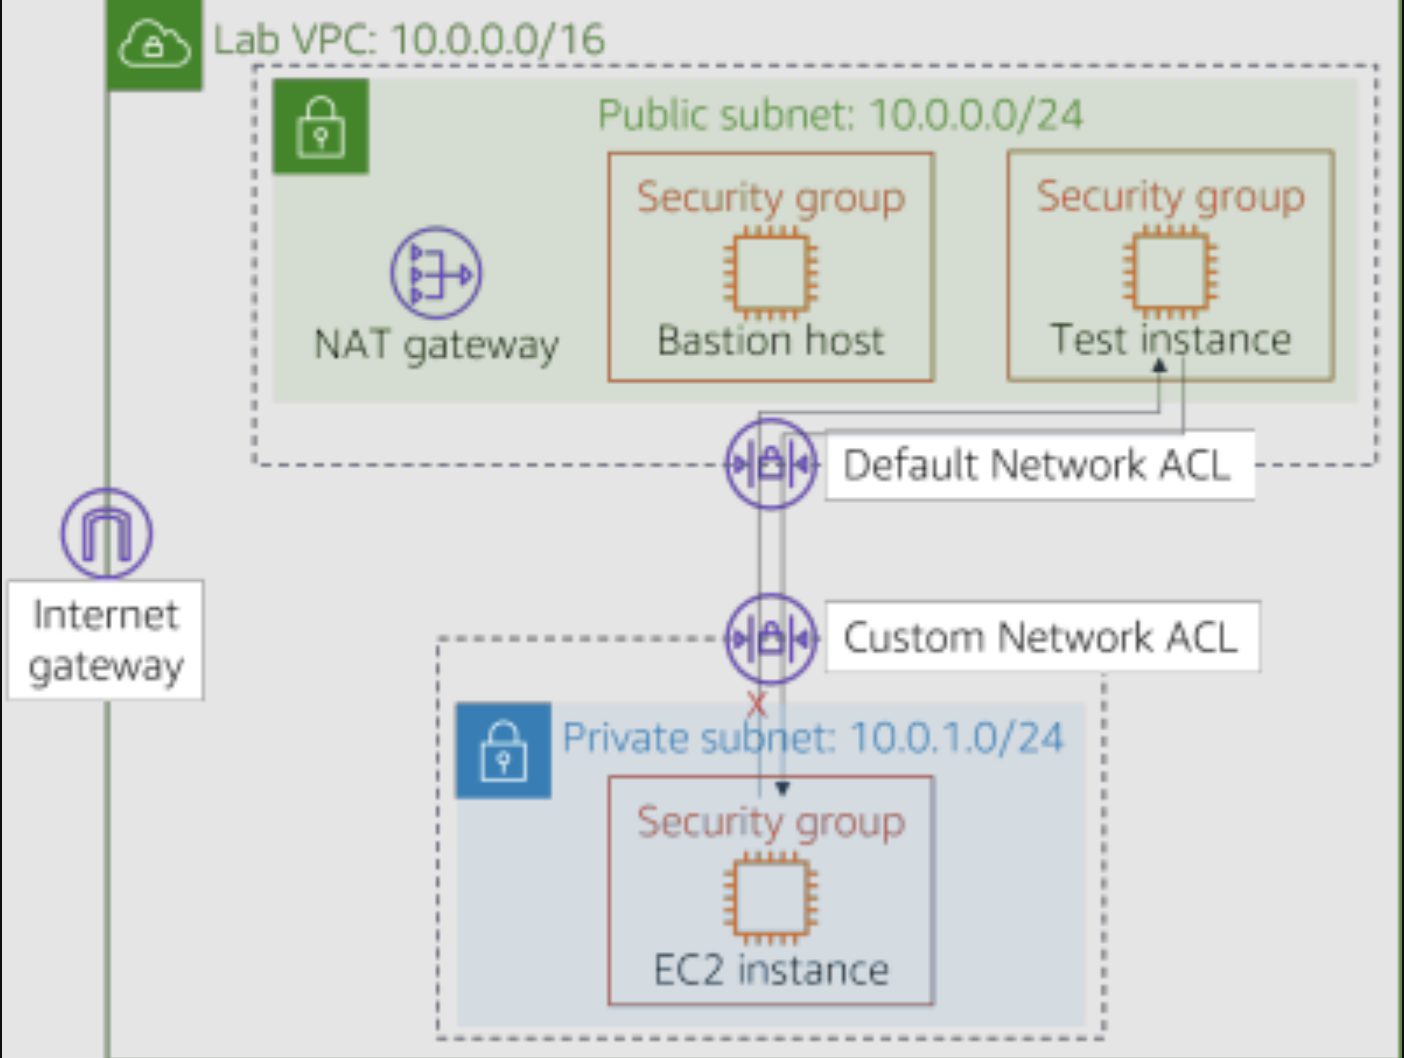 Lab VPC: 10.0.0.0/16
Public subnet: 10.0.0.0/24
Security group
Security group
NAT gateway
Bastion host
Test instance
Default Network ACL
Internet
gateway
Custom Network ACL
X
Private subnet: 10.0.1.0/24
Security group
EC2 instance